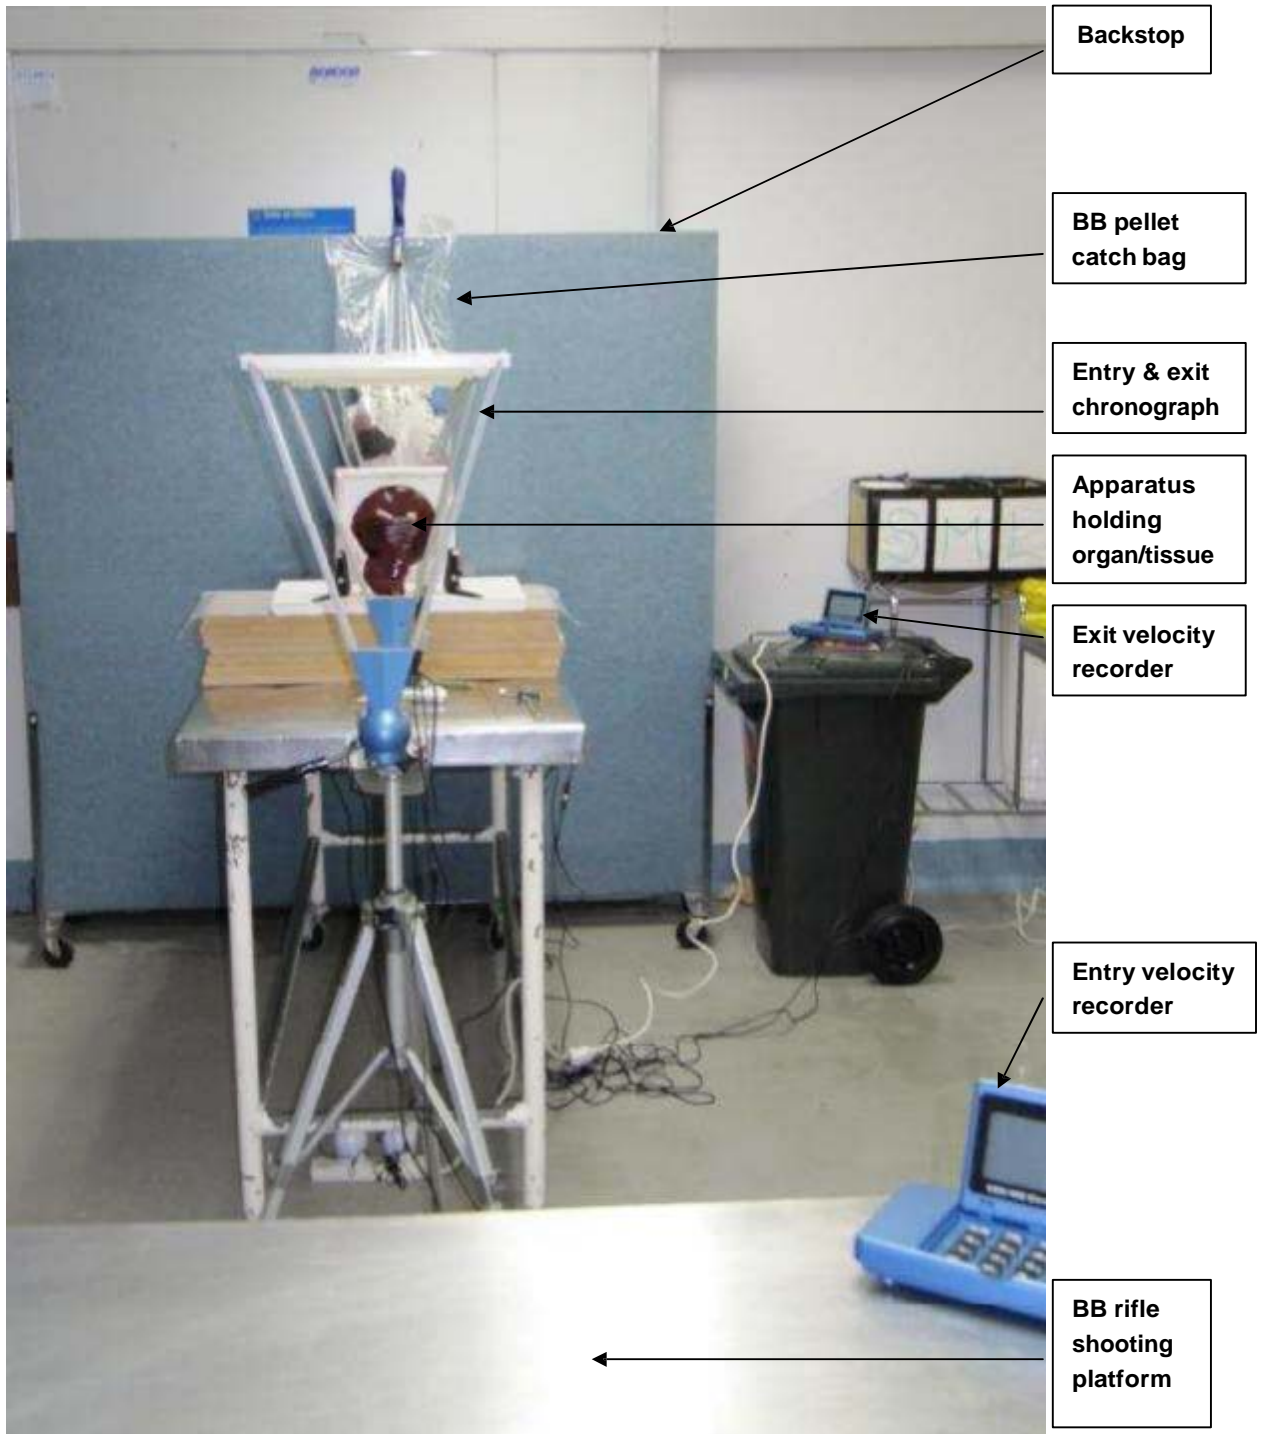 Backstop
BB pellet
catch bag
Entry & exit
chronograph
Apparatus
holding
organ/tissue
Exit velocity
recorder
S M L
Entry velocity
recorder
BB rifle
shooting
platform